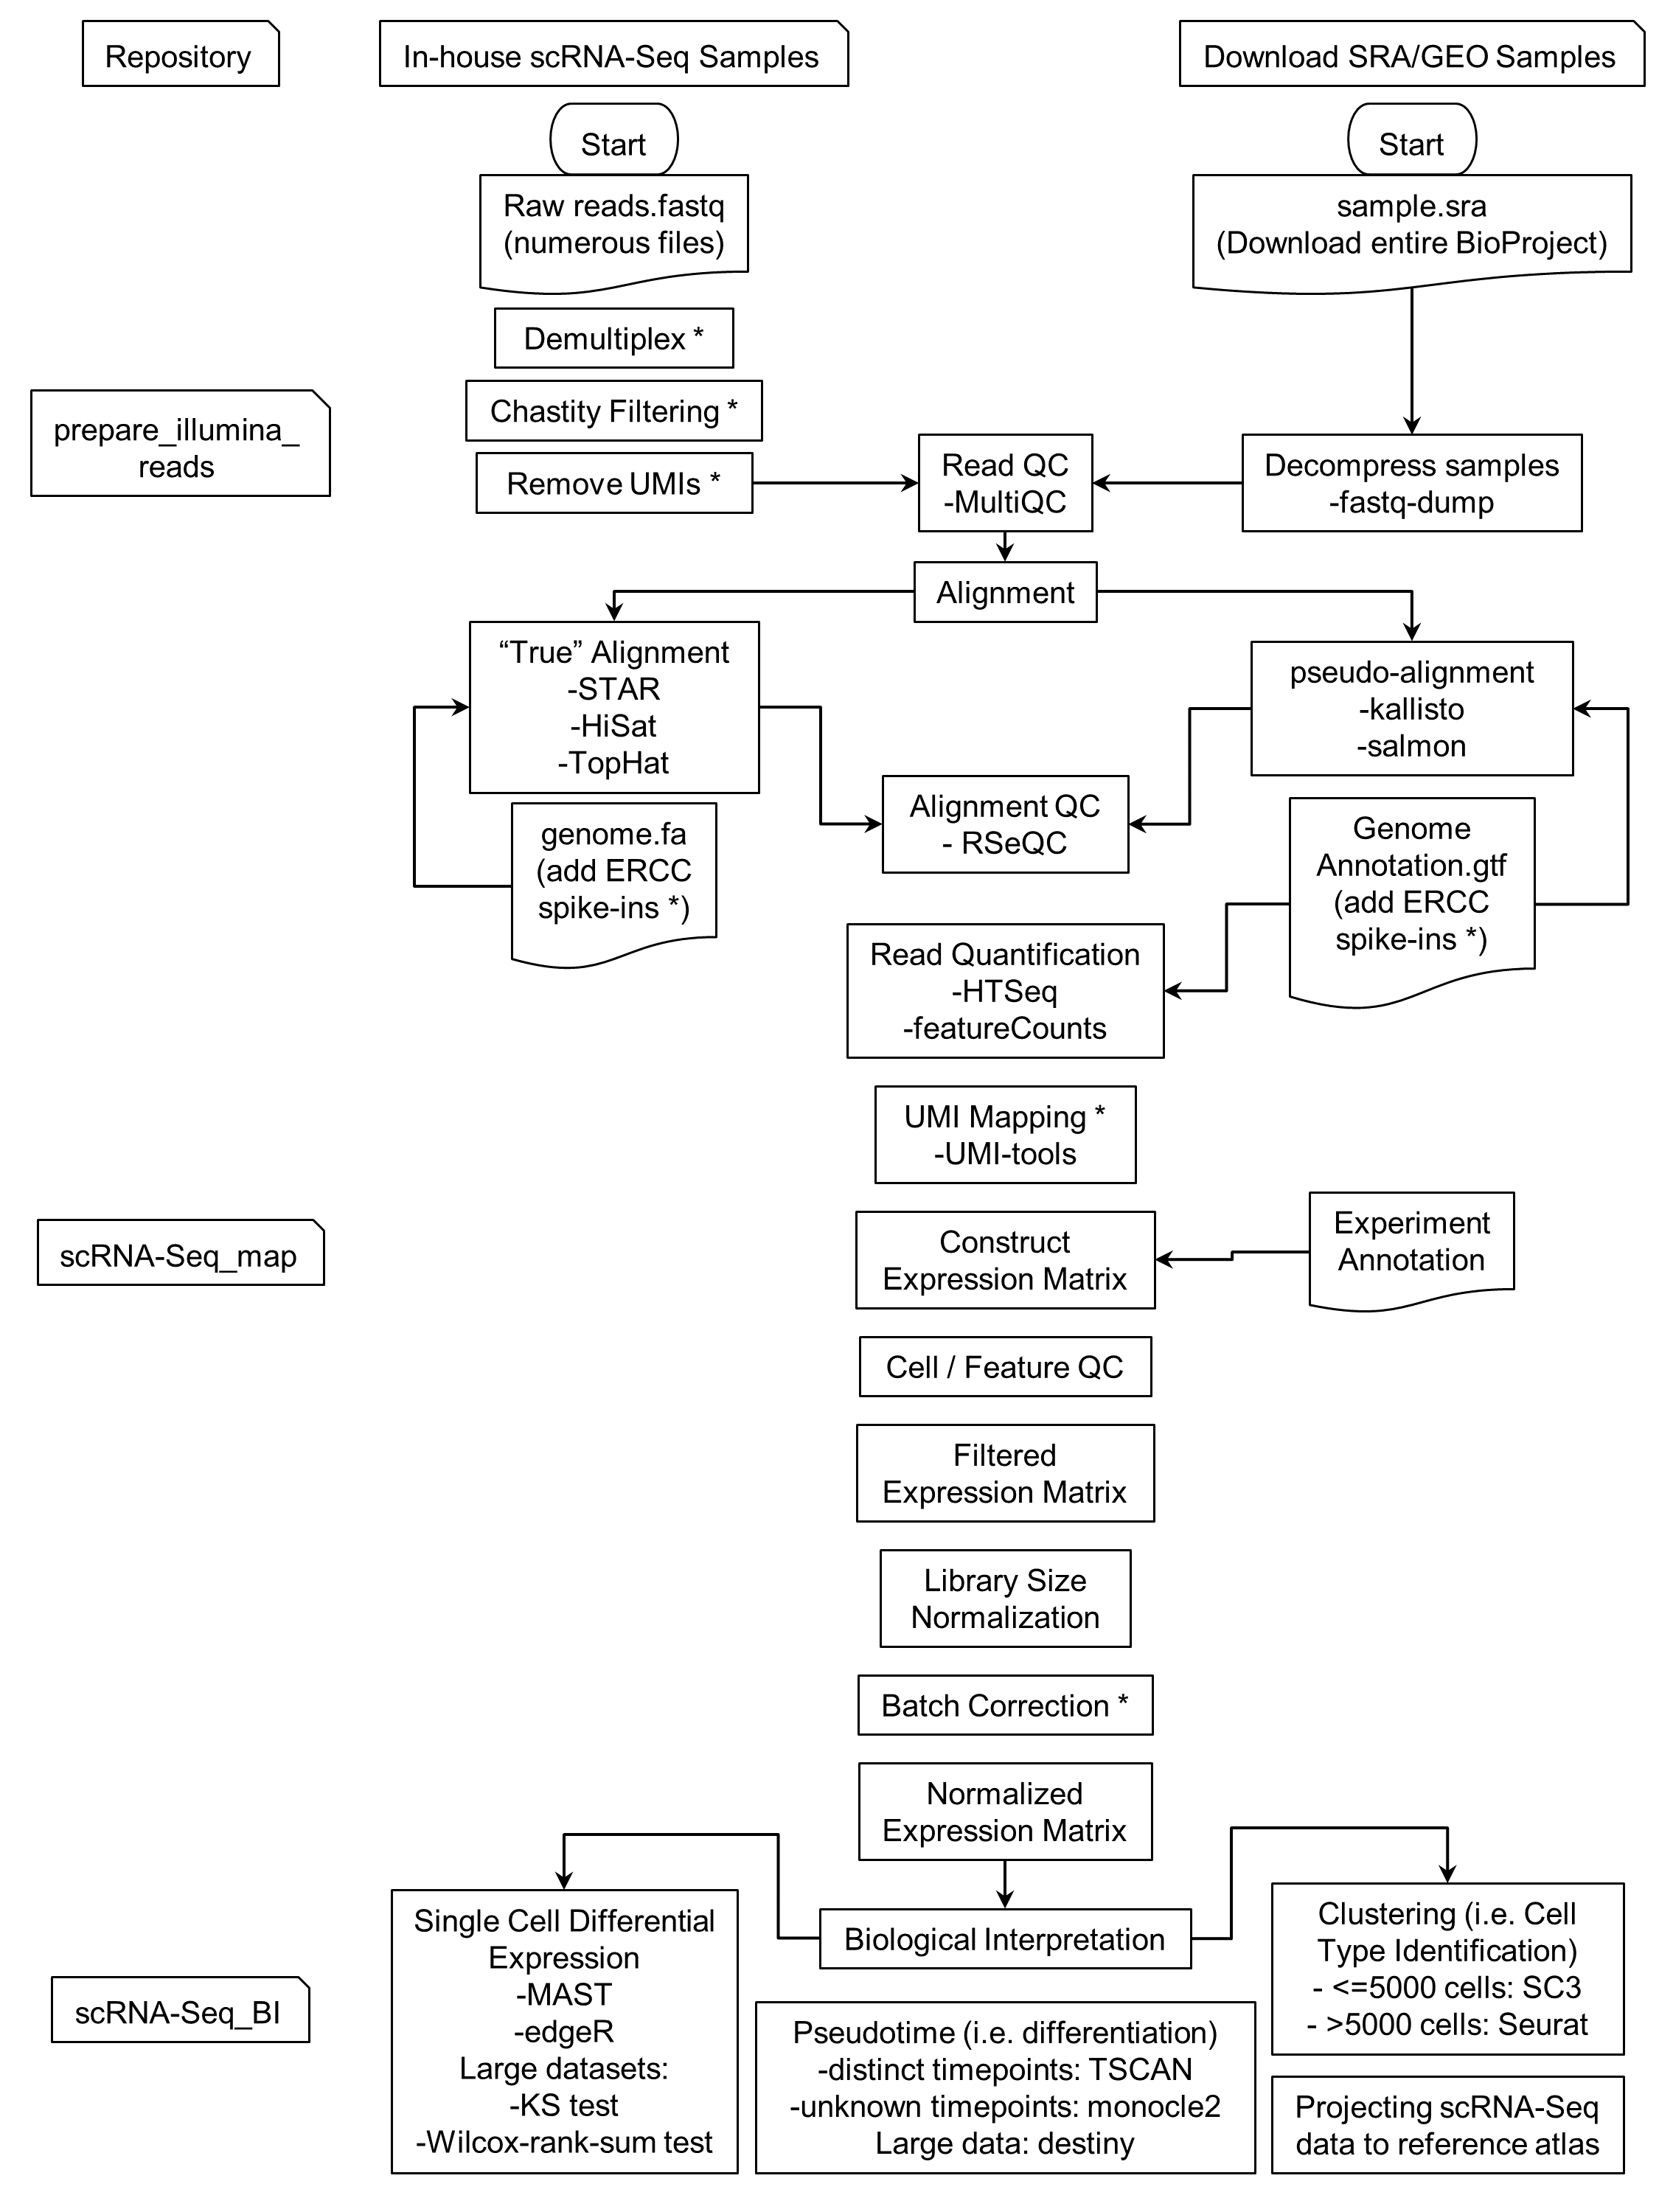 Repository
In-house scRNA-Seq Samples
Download SRA/GEO Samples
Start
Start
Raw reads.fastq
(numerous files)
sample.sra
(Download entire BioProject)
Demultiplex *
Chastity Filtering *
prepare_illumina_
reads
Remove UMIs *
Read QC
-MultiQC
Decompress samples
-fastq-dump
Alignment
“True” Alignment
-STAR
-HiSat
-TopHat
pseudo-alignment
-kallisto
-salmon
Alignment QC
- RSeQC
genome.fa
(add ERCC
spike-ins *)
Genome
Annotation.gtf
(add ERCC
spike-ins *)
Read Quantification
-HTSeq
-featureCounts
UMI Mapping *
-UMI-tools
scRNA-Seq_map
Construct
Expression Matrix
Experiment
Annotation
Cell / Feature QC
Filtered
Expression Matrix
Library Size
Normalization
Batch Correction *
Normalized
Expression Matrix
Biological Interpretation
scRNA-Seq_BI
Single Cell Differential
Expression
-MAST
-edgeR
Large datasets:
-KS test
-Wilcox-rank-sum test
Pseudotime (i.e. differentiation)
-distinct timepoints: TSCAN
-unknown timepoints: monocle2
Large data: destiny
Clustering (i.e. Cell
Type Identification)
- <=5000 cells: SC3
- >5000 cells: Seurat
Projecting scRNA-Seq
data to reference atlas